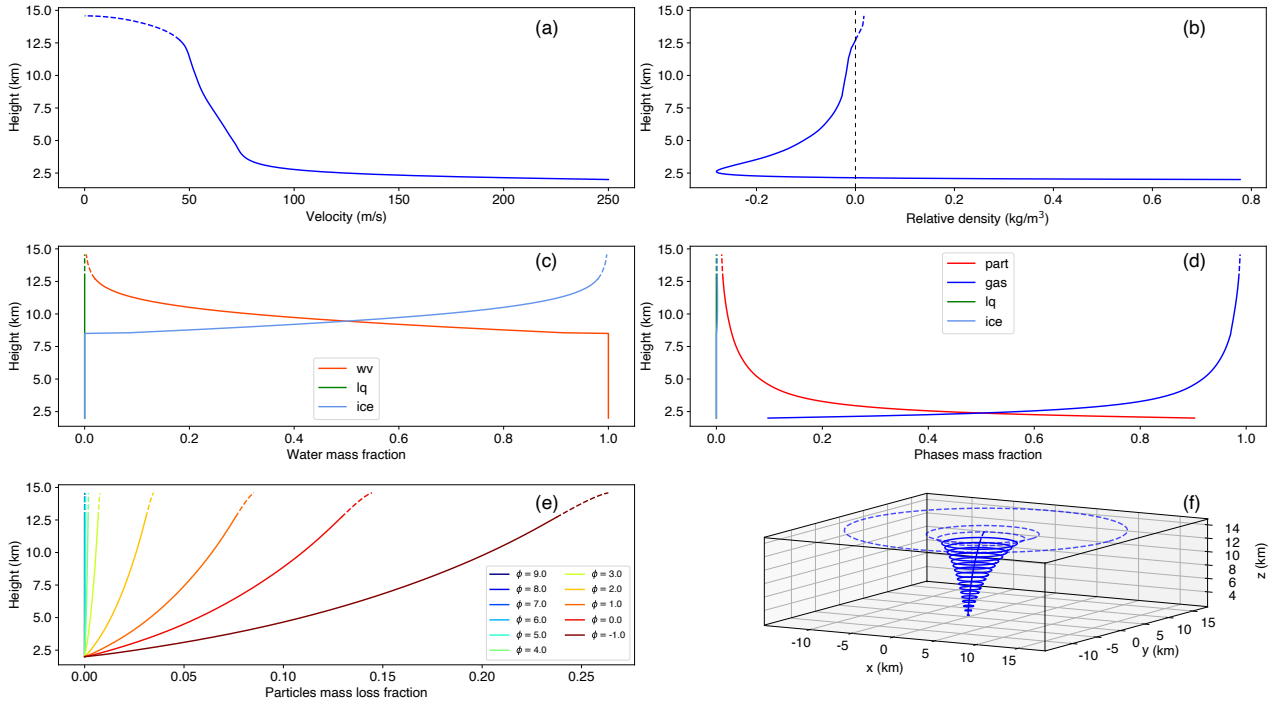 (a)
15.0
12.5
10.0
7.5
5.0
2.5
Height (km)
0 50 100 150 200 250
Velocity (m/s)
(b)
15.0
12.5
10.0
7.5
5.0
2.5
Height (km)
-0.2 0.0 0.2 0.4 0.6 0.8
Relative density (kg/m³)
(c)
15.0
12.5
10.0
7.5
5.0
2.5
Height (km)
wv
lq
ice
0.0 0.2 0.4 0.6 0.8 1.0
Water mass fraction
(d)
15.0
12.5
10.0
7.5
5.0
2.5
Height (km)
part
gas
lq
ice
0.0 0.2 0.4 0.6 0.8 1.0
Phases mass fraction
(e)
15.0
12.5
10.0
7.5
5.0
2.5
Height (km)
ϕ = 9.0
ϕ = 8.0
ϕ = 7.0
ϕ = 6.0
ϕ = 5.0
ϕ = 4.0
ϕ = 3.0
ϕ = 2.0
ϕ = 1.0
ϕ = 0.0
ϕ = -1.0
0.00 0.05 0.10 0.15 0.20 0.25
Particles mass loss fraction
(f)
14
12
10
8
6
4
z (km)
-10 -5 0 5 10 15
x (km)
-10 -5 0 5 10 15
y (km)